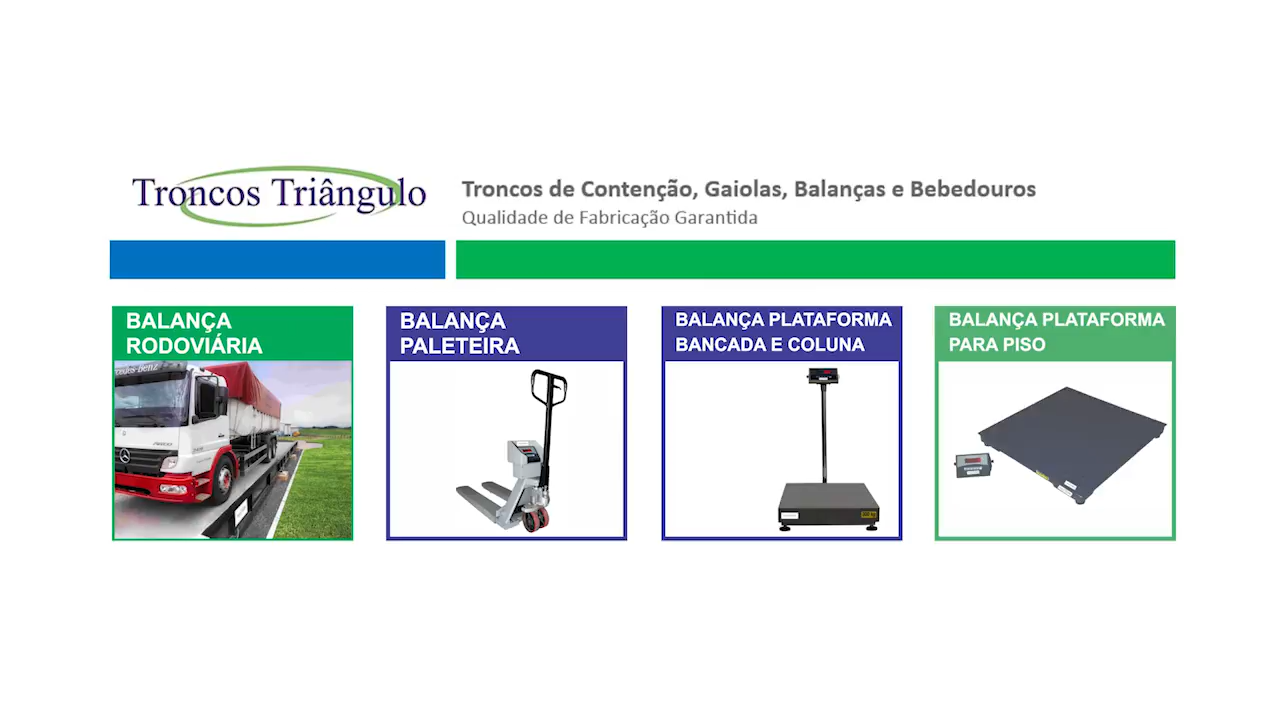 Troncos Triângulo
Troncos de Contenção, Gaiolas, Balanças e Bebedouros
Qualidade de Fabricação Garantida
BALANÇA
RODOVIÁRIA
BALANÇA
PALETEIRA
BALANÇA PLATAFORMA
BANCADA E COLUNA
BALANÇA PLATAFORMA
PARA PISO